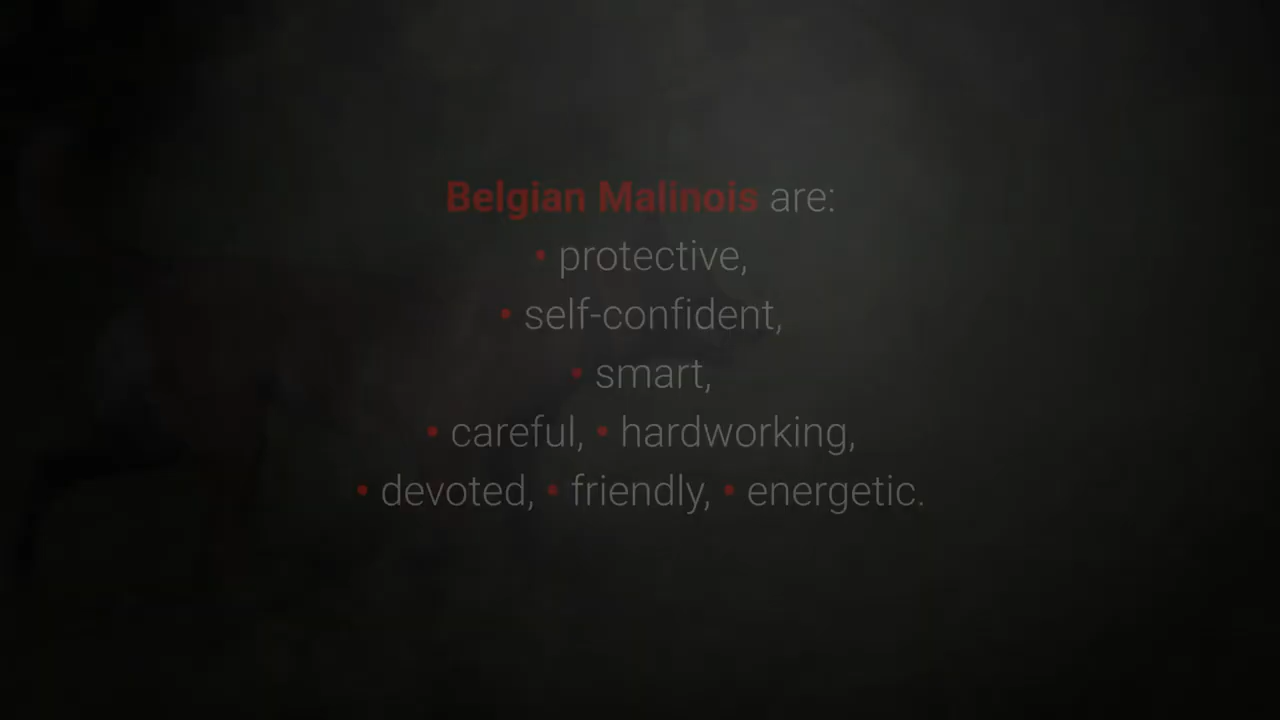 Belgian Malinois are:
• protective,
• self-confident,
• smart,
• careful, • hardworking,
• devoted, • friendly, • energetic.